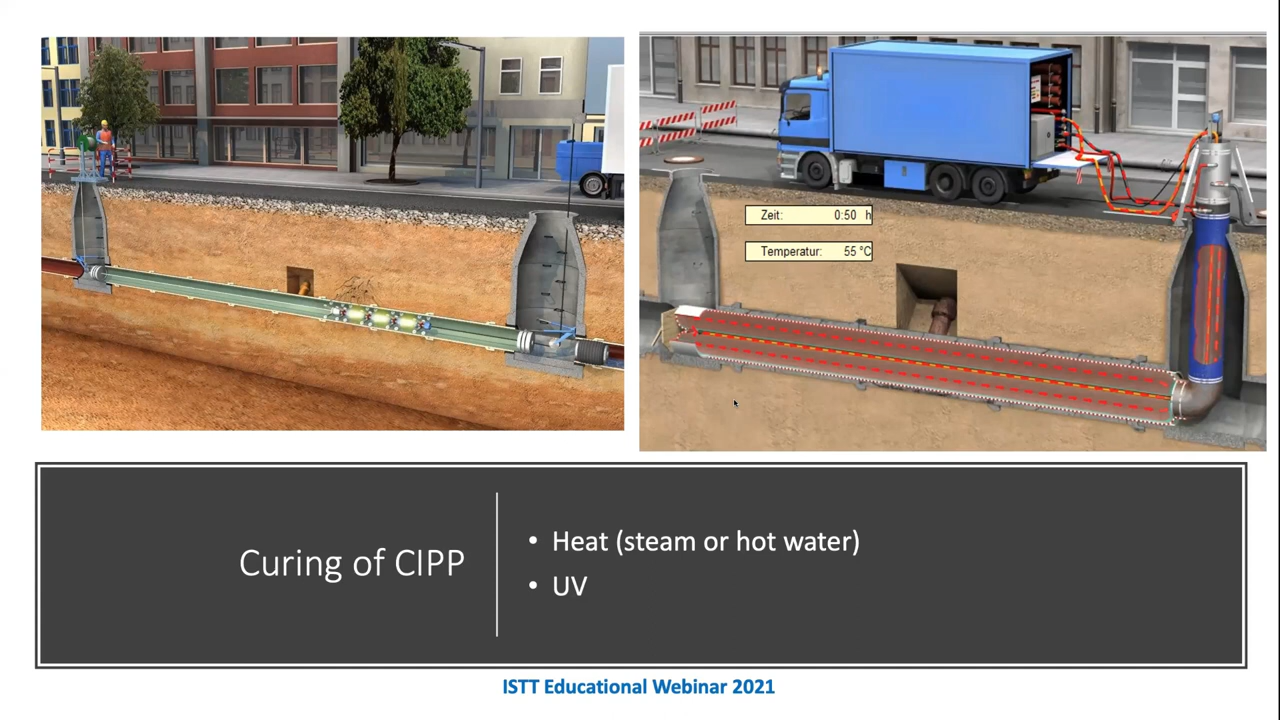 Zeit: 0:50 h
Temperatur: 55 °C
Curing of CIPP
• Heat (steam or hot water)
• UV
ISTT Educational Webinar 2021